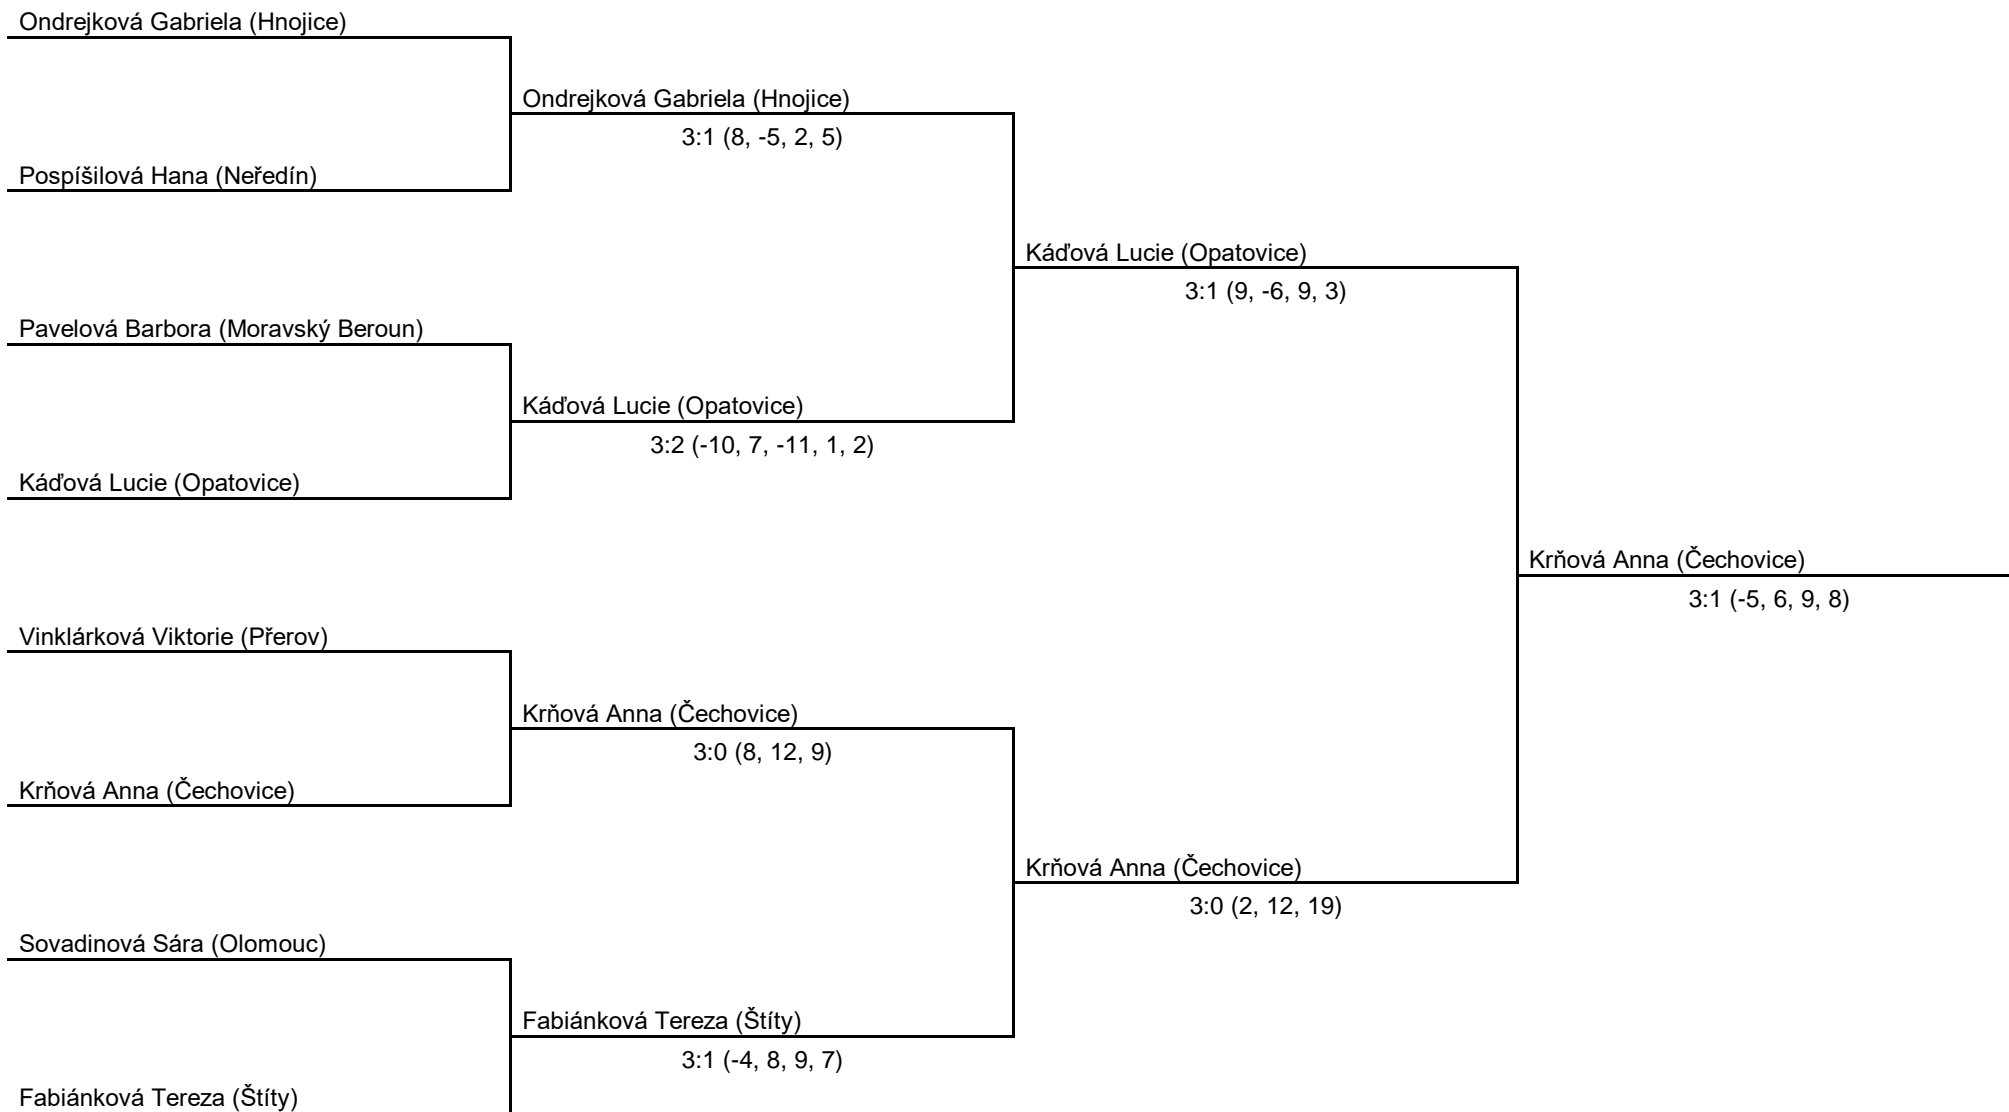 Ondrejková Gabriela (Hnojice)
Ondrejková Gabriela (Hnojice)
3:1 (8, -5, 2, 5)
Pospíšilová Hana (Neředín)
Káďová Lucie (Opatovice)
3:1 (9, -6, 9, 3)
Pavelová Barbora (Moravský Beroun)
Káďová Lucie (Opatovice)
3:2 (-10, 7, -11, 1, 2)
Káďová Lucie (Opatovice)
Krňová Anna (Čechovice)
3:1 (-5, 6, 9, 8)
Vinklárková Viktorie (Přerov)
Krňová Anna (Čechovice)
3:0 (8, 12, 9)
Krňová Anna (Čechovice)
Krňová Anna (Čechovice)
3:0 (2, 12, 19)
Sovadinová Sára (Olomouc)
Fabiánková Tereza (Štíty)
3:1 (-4, 8, 9, 7)
Fabiánková Tereza (Štíty)